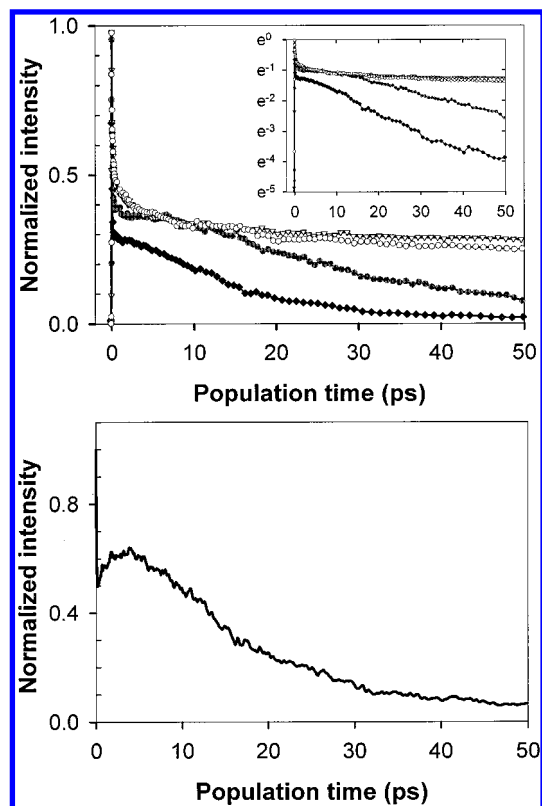 1.0
0.5
0.0
Normalized intensity
e0
e-1
e-2
e-3
e-4
e-5
0 10 20 30 40 50
0 10 20 30 40 50
Population time (ps)
0.8
0.4
0.0
Normalized intensity
0 10 20 30 40 50
Population time (ps)